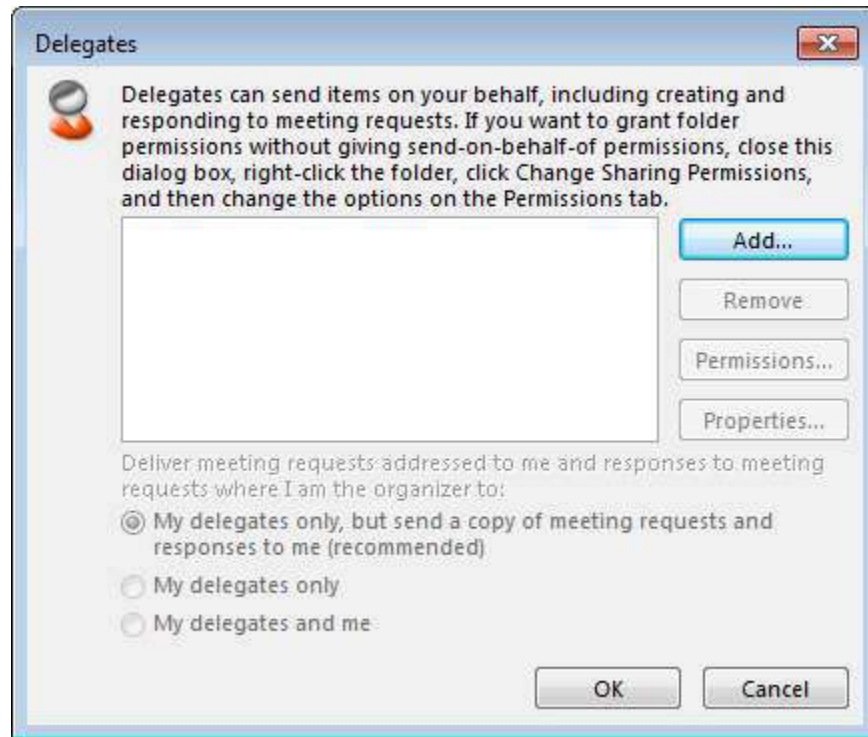 Delegates
Delegates can send items on your behalf, including creating and
responding to meeting requests. If you want to grant folder
permissions without giving send-on-behalf-of permissions, close this
dialog box, right-click the folder, click Change Sharing Permissions,
and then change the options on the Permissions tab.
Add...
Remove
Permissions...
Properties...
Deliver meeting requests addressed to me and responses to meeting
requests where I am the organizer to:
My delegates only, but send a copy of meeting requests and
responses to me (recommended)
My delegates only
My delegates and me
OK
Cancel